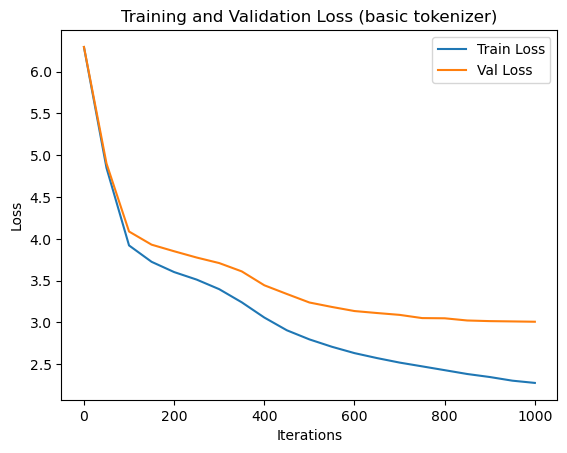 Training and Validation Loss (basic tokenizer)
Train Loss
Val Loss
6.0
5.5
5.0
4.5
4.0
3.5
3.0
2.5
Loss
0
200
400
600
800
1000
Iterations